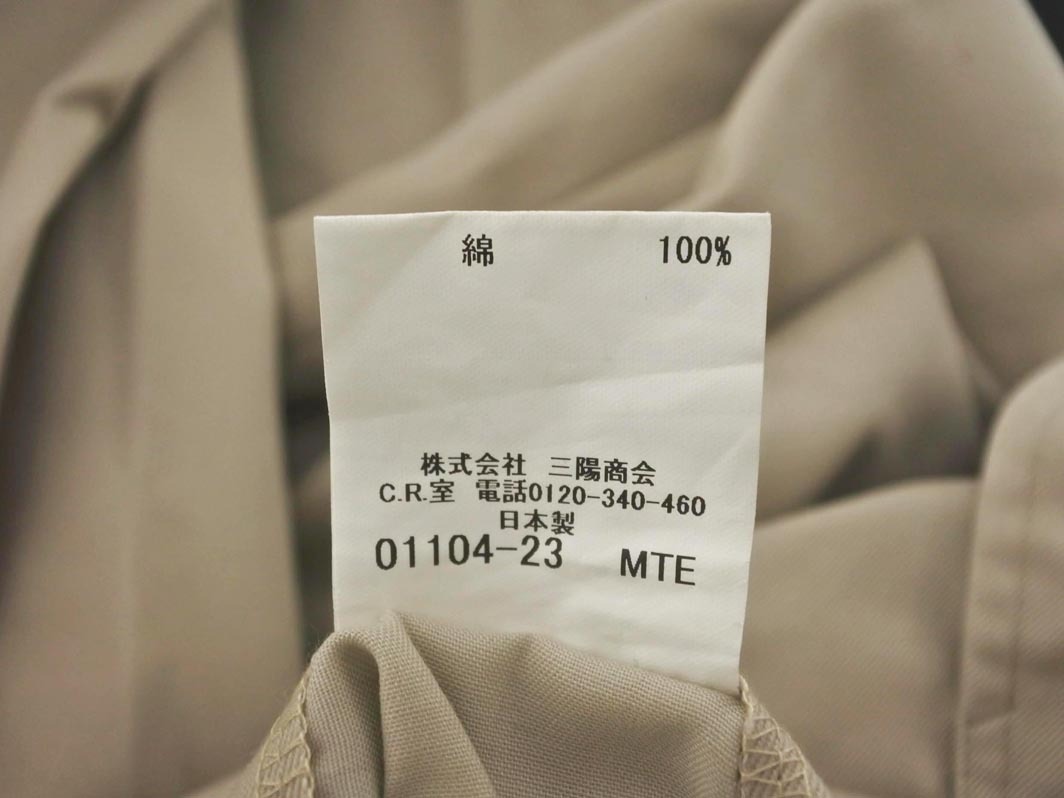 綿 100%
株式会社 三陽商会
C.R.室 電話0120-340-460
日本製
01104-23 MTE